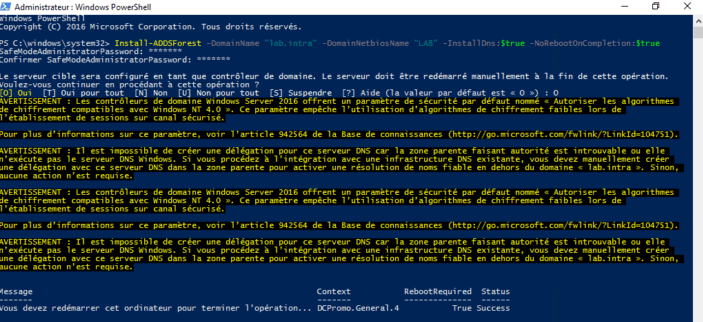 Administrateur : Windows PowerShell
Windows PowerShell
Copyright (C) 2016 Microsoft Corporation. Tous droits réservés.
PS C:\windows\system32> Install-ADDSForest -DomainName "lab.intra" -DomainNetbiosName "LAB" -InstallDns:$true -NoRebootOnCompletion:$true
SafeModeAdministratorPassword: *******
Confirmer SafeModeAdministratorPassword: *******
Le serveur cible sera configuré en tant que contrôleur de domaine. Le serveur doit être redémarré manuellement à la fin de cette opération.
Voulez-vous continuer en procédant à cette opération ?
[O] Oui  [T] Oui pour tout  [N] Non  [U] Non pour tout  [S] Suspendre  [?] Aide (la valeur par défaut est « O ») : O
AVERTISSEMENT : Les contrôleurs de domaine Windows Server 2016 offrent un paramètre de sécurité par défaut nommé « Autoriser les algorithmes
de chiffrement compatibles avec Windows NT 4.0 ». Ce paramètre empêche l'utilisation d'algorithmes de chiffrement faibles lors de
l'établissement de sessions sur canal sécurisé.
Pour plus d'informations sur ce paramètre, voir l'article 942564 de la Base de connaissances (http://go.microsoft.com/fwlink/?LinkId=104751).
AVERTISSEMENT : Il est impossible de créer une délégation pour ce serveur DNS car la zone parente faisant autorité est introuvable ou elle
n'exécute pas le serveur DNS Windows. Si vous procédez à l'intégration avec une infrastructure DNS existante, vous devez manuellement créer
une délégation avec ce serveur DNS dans la zone parente pour activer une résolution de noms fiable en dehors du domaine « lab.intra ». Sinon,
aucune action n'est requise.
AVERTISSEMENT : Les contrôleurs de domaine Windows Server 2016 offrent un paramètre de sécurité par défaut nommé « Autoriser les algorithmes
de chiffrement compatibles avec Windows NT 4.0 ». Ce paramètre empêche l'utilisation d'algorithmes de chiffrement faibles lors de
l'établissement de sessions sur canal sécurisé.
Pour plus d'informations sur ce paramètre, voir l'article 942564 de la Base de connaissances (http://go.microsoft.com/fwlink/?LinkId=104751).
AVERTISSEMENT : Il est impossible de créer une délégation pour ce serveur DNS car la zone parente faisant autorité est introuvable ou elle
n'exécute pas le serveur DNS Windows. Si vous procédez à l'intégration avec une infrastructure DNS existante, vous devez manuellement créer
une délégation avec ce serveur DNS dans la zone parente pour activer une résolution de noms fiable en dehors du domaine « lab.intra ». Sinon,
aucune action n'est requise.
Message Context RebootRequired Status
------- ------- -------------- ------
Vous devez redémarrer cet ordinateur pour terminer l'opération... DCPromo.General.4 True Success